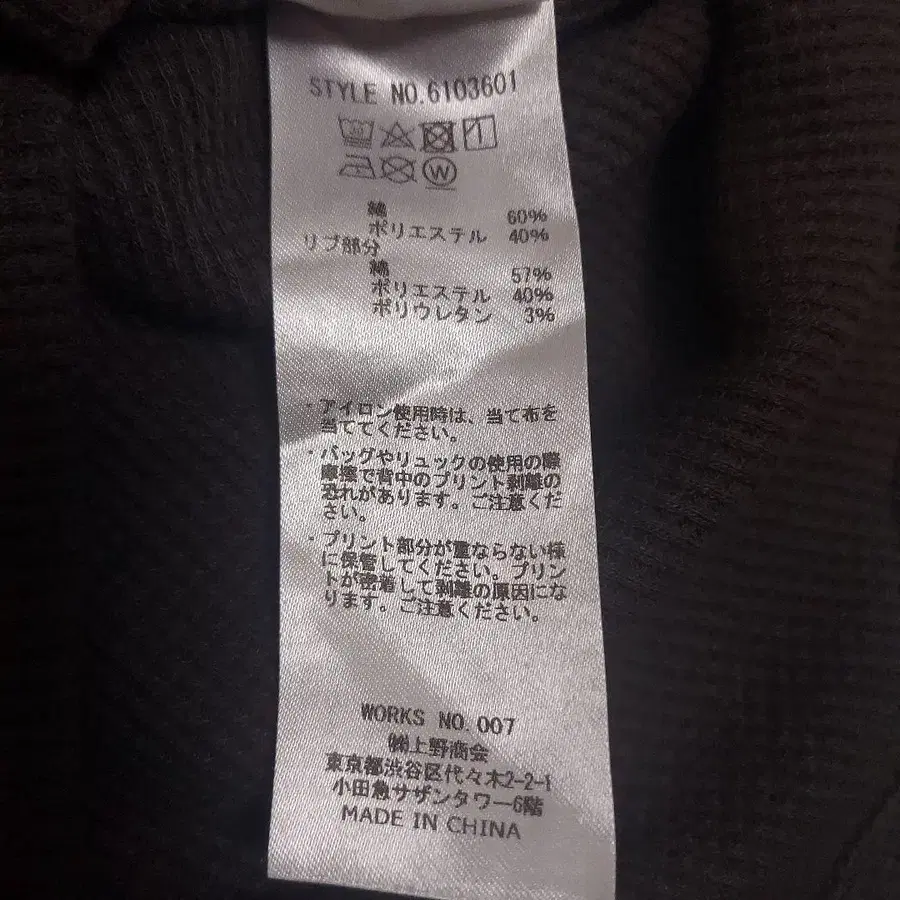 STYLE NO.6103601
W
綿 60%
ポリエステル 40%
リブ部分
綿 57%
ポリエステル 40%
ポリウレタン 3%
・アイロン使用時は、当て布を
当ててください。
・バッグやリュックの使用の際
摩擦で背中のプリント剥離の
恐れがあります。ご注意くだ
さい。
・プリント部分が重ならない様
に保管してください。プリン
トが密着して剥離の原因にな
ります。ご注意ください。
WORKS NO.007
㈱上野商会
東京都渋谷区代々木2-2-1
小田急サザンタワー6階
MADE IN CHINA